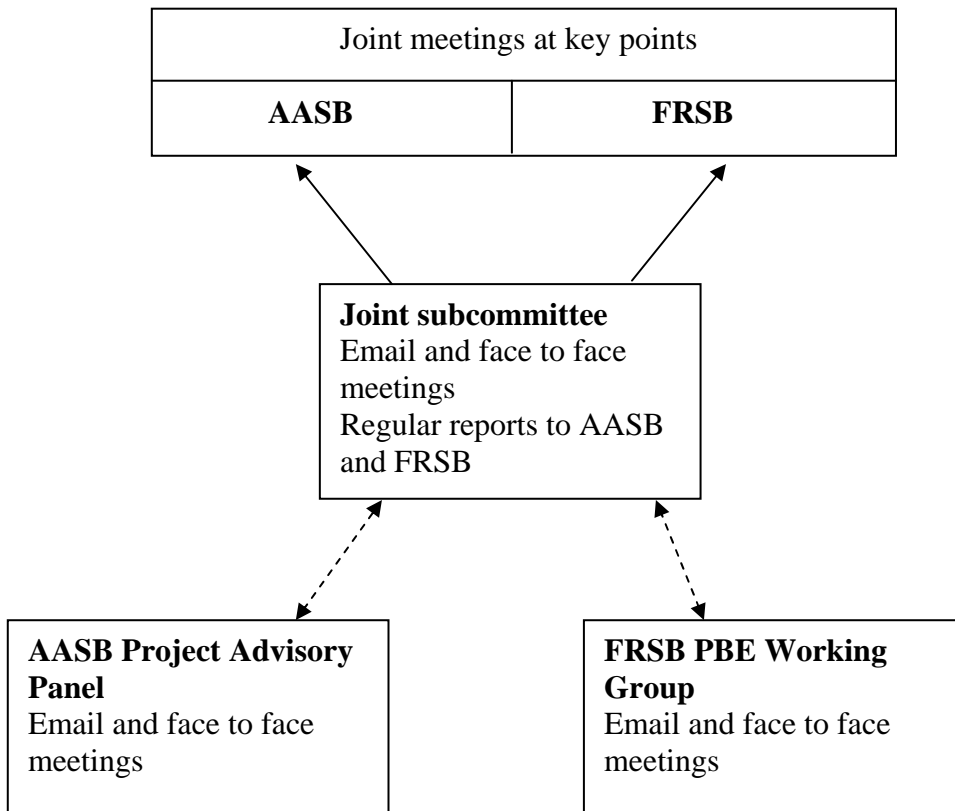 Joint meetings at key points
AASB
FRSB
Joint subcommittee
Email and face to face
meetings
Regular reports to AASB
and FRSB
AASB Project Advisory
Panel
Email and face to face
meetings
FRSB PBE Working
Group
Email and face to face
meetings